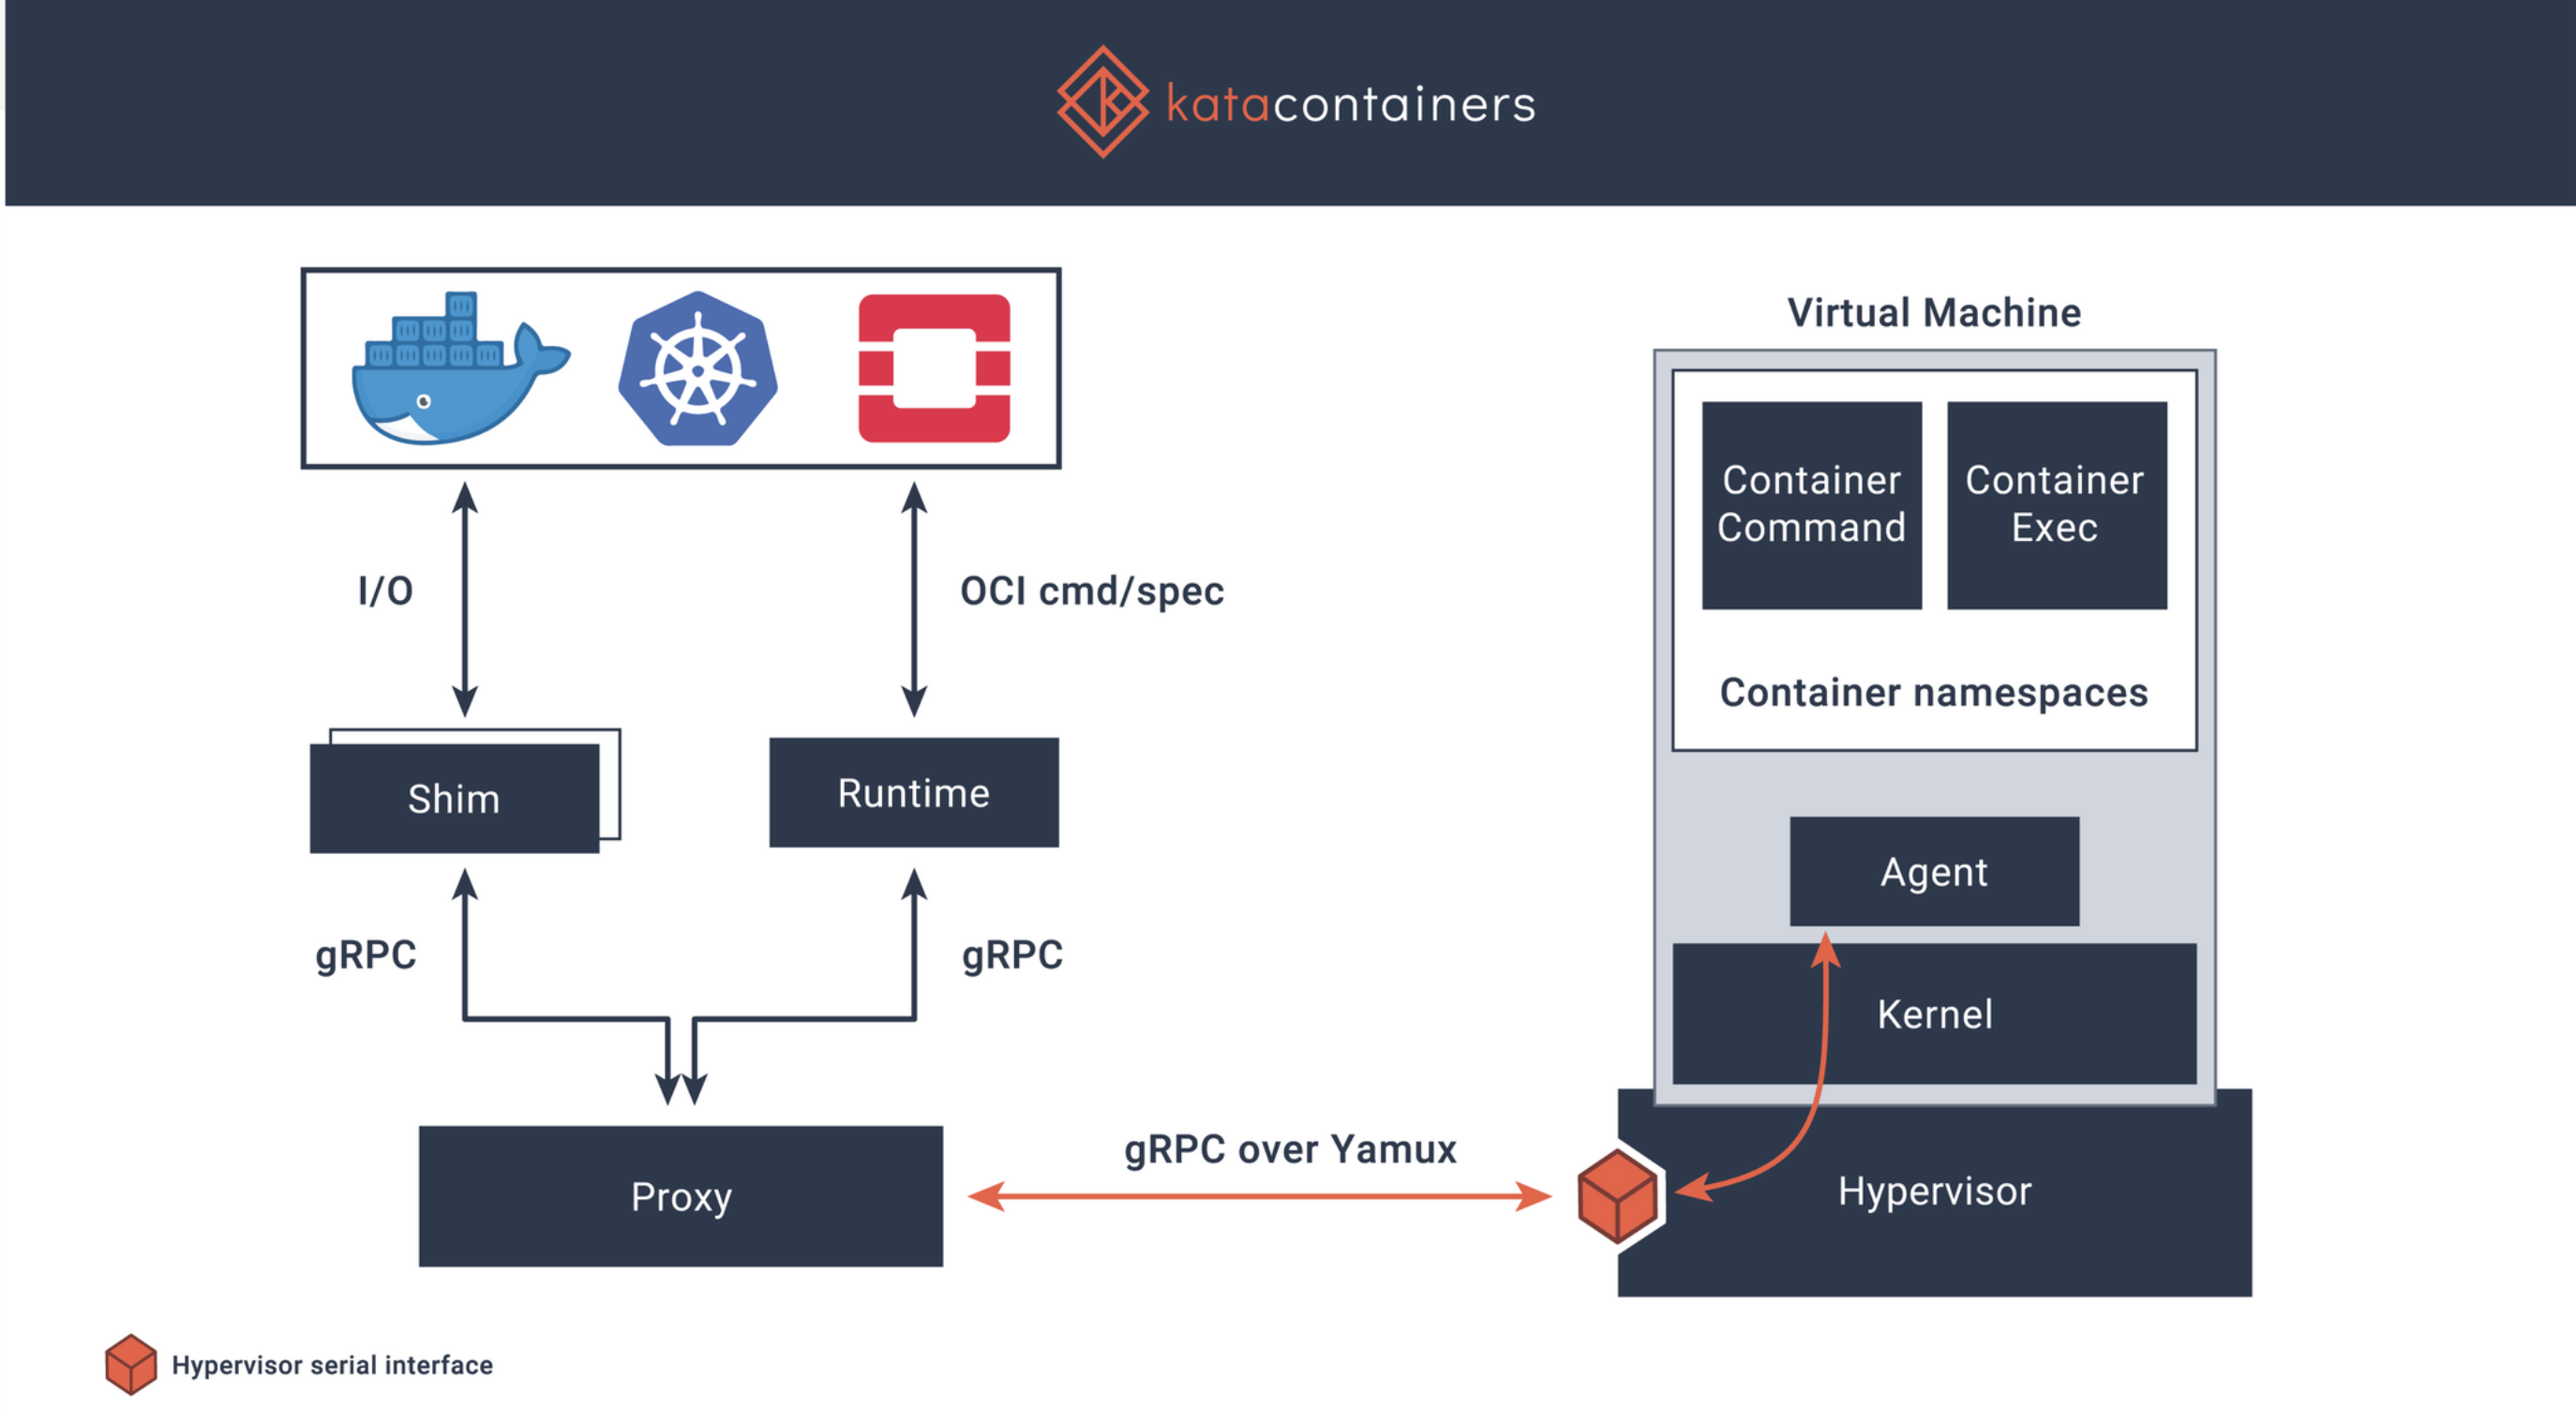 katacontainers
Virtual Machine
Container
Command
Container
Exec
Container namespaces
I/O
OCI cmd/spec
Shim
Runtime
Agent
gRPC
gRPC
Kernel
gRPC over Yamux
Proxy
Hypervisor
Hypervisor serial interface